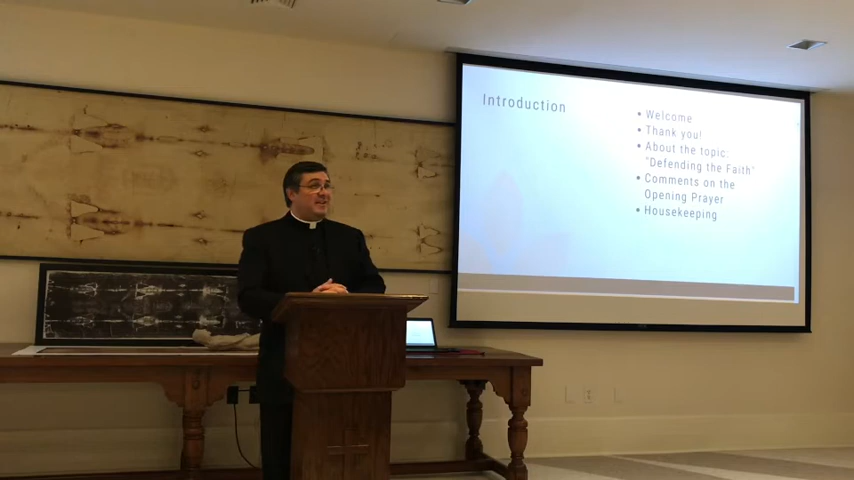 Introduction
• Welcome
• Thank you!
• About the topic:
"Defending the Faith"
• Comments on the
Opening Prayer
• Housekeeping